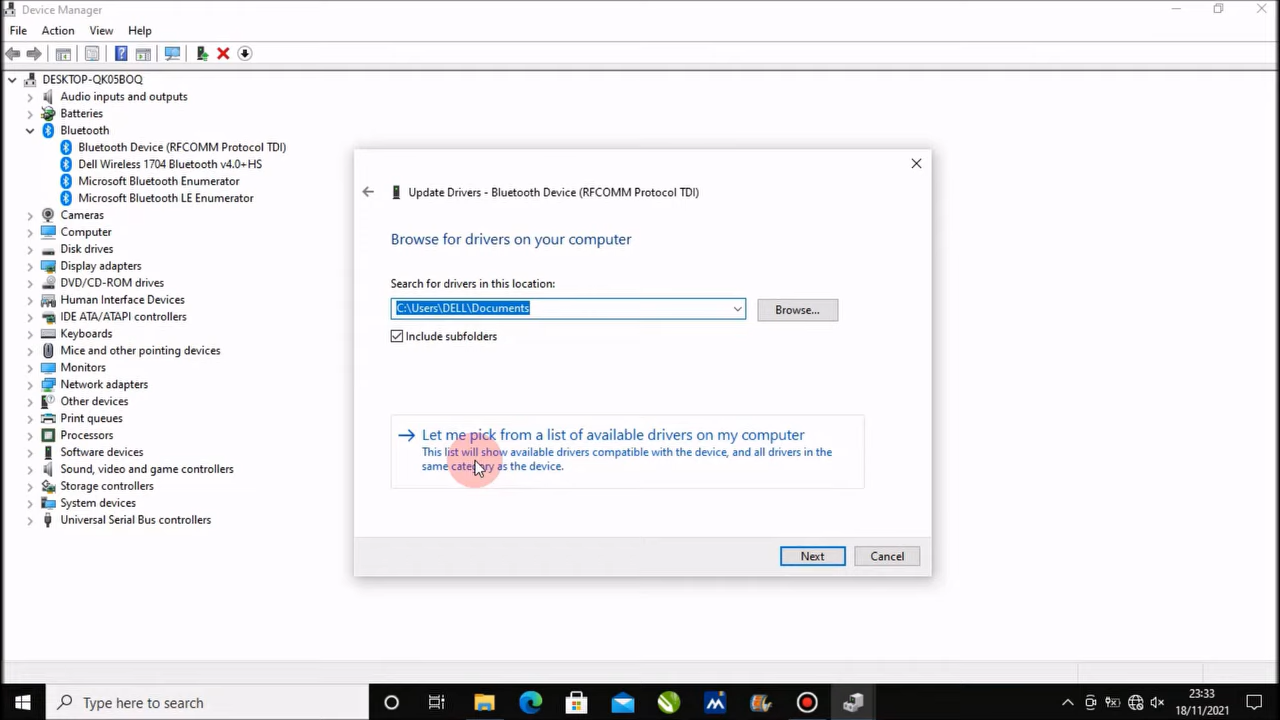 Device Manager
File Action View Help
DESKTOP-QK05BOQ
Audio inputs and outputs
Batteries
Bluetooth
Bluetooth Device (RFCOMM Protocol TDI)
Dell Wireless 1704 Bluetooth v4.0+HS
Microsoft Bluetooth Enumerator
Microsoft Bluetooth LE Enumerator
Cameras
Computer
Disk drives
Display adapters
DVD/CD-ROM drives
Human Interface Devices
IDE ATA/ATAPI controllers
Keyboards
Mice and other pointing devices
Monitors
Network adapters
Other devices
Print queues
Processors
Software devices
Sound, video and game controllers
Storage controllers
System devices
Universal Serial Bus controllers
Update Drivers - Bluetooth Device (RFCOMM Protocol TDI)
Browse for drivers on your computer
Search for drivers in this location:
C:\Users\DELL\Documents
Browse...
Include subfolders
Let me pick from a list of available drivers on my computer
This list will show available drivers compatible with the device, and all drivers in the
same category as the device.
Next Cancel
Type here to search
23:33
18/11/2021